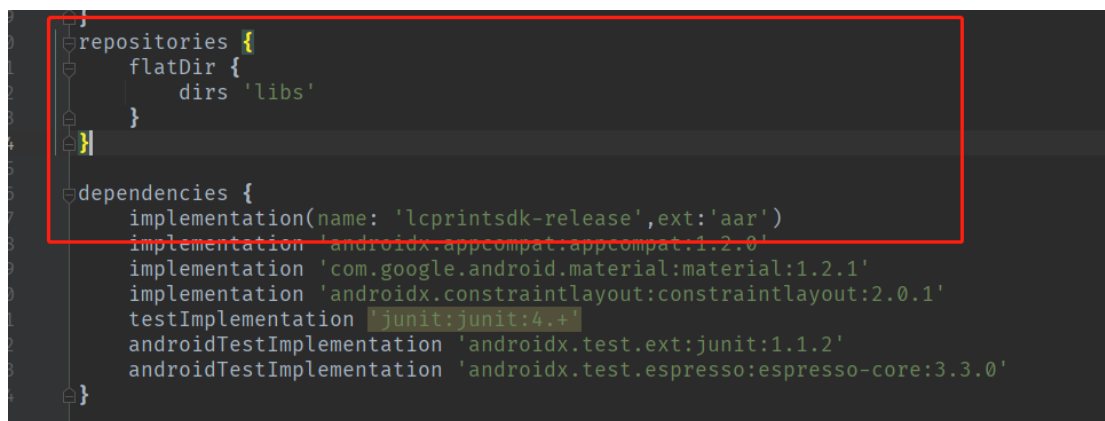 }
repositories {
flatDir {
dirs 'libs'
}
}
dependencies {
implementation(name: 'lcprintsdk-release',ext:'aar')
implementation 'androidx.appcompat:appcompat:1.2.0'
implementation 'com.google.android.material:material:1.2.1'
implementation 'androidx.constraintlayout:constraintlayout:2.0.1'
testImplementation 'junit:junit:4.+'
androidTestImplementation 'androidx.test.ext:junit:1.1.2'
androidTestImplementation 'androidx.test.espresso:espresso-core:3.3.0'
}